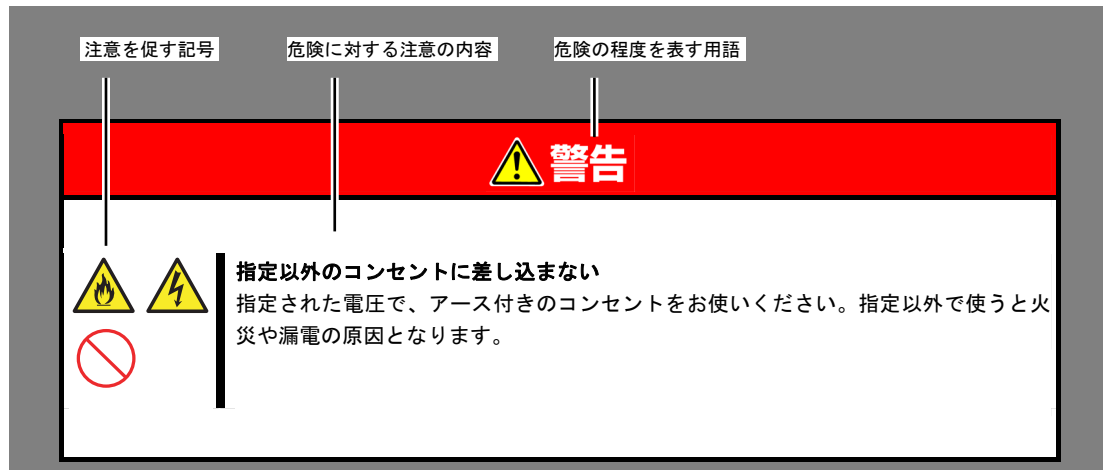 注意を促す記号
危険に対する注意の内容
危険の程度を表す用語
警告
指定以外のコンセントに差し込まない
指定された電圧で、アース付きのコンセントをお使いください。指定以外で使うと火
災や漏電の原因となります。